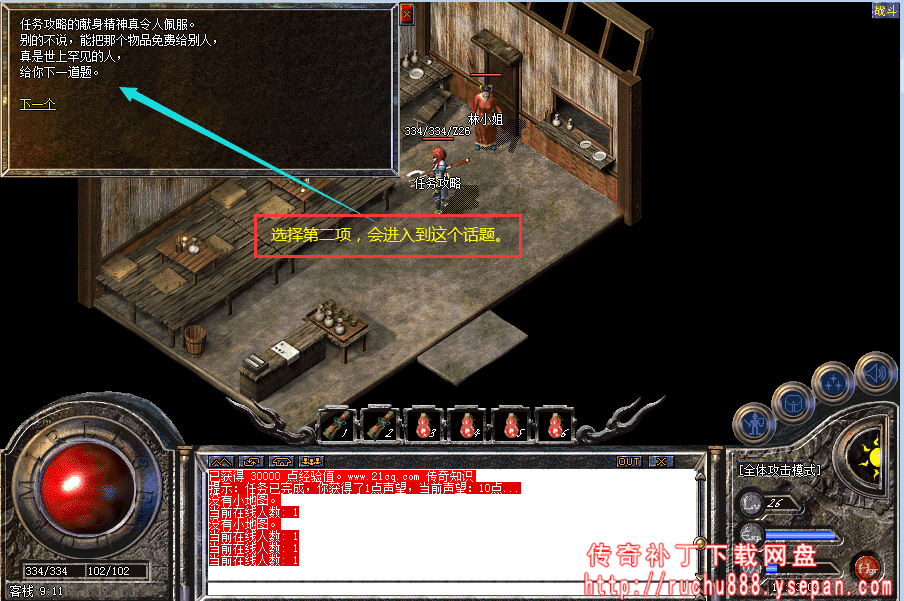 任务攻略的献身精神真令人佩服。
别的不说，能把那个物品免费给别人，
真是世上罕见的人，
给你下一道题。
下一个
战斗
林小姐
334/334/Z26
任务攻略
选择第二项，会进入到这个话题。
1
2
3
4
5
6
OUT
已获得 30000 点经验值。www.21cq.com 传奇知识
提示: 任务已完成，你获得了1点声望，当前声望: 10点...
没有小地图。
当前在线人数: 1
没有小地图。
当前在线人数: 1
当前在线人数: 1
当前在线人数: 1
[全体攻击模式]
Lv 26
Exp
334/334 102/102
客栈 9:11
传奇补丁下载网盘
http://ruchu888.ysepan.com